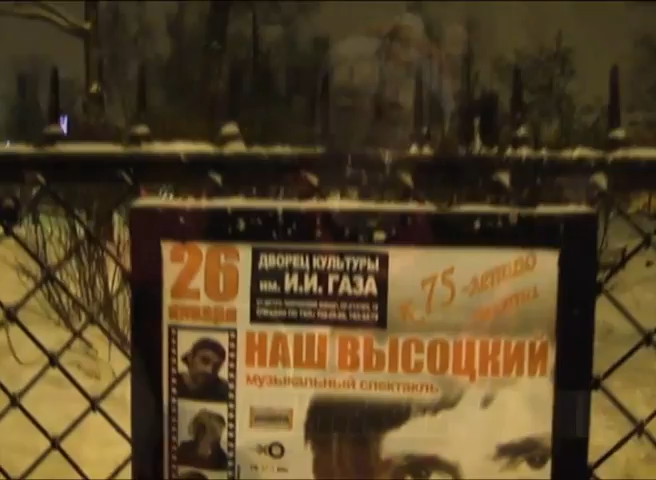 26
января
ДВОРЕЦ КУЛЬТУРЫ
им. И.И. ГАЗА
к 75-летию
НАШ ВЫСОЦКИЙ
музыкальный спектакль